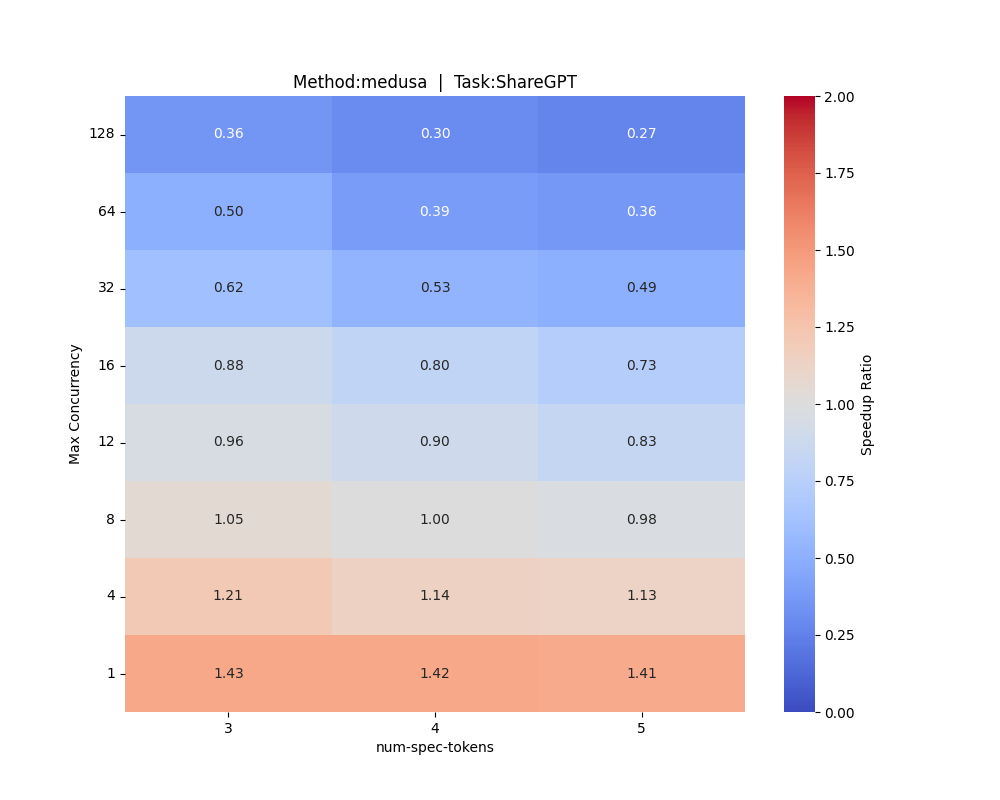 Method:medusa | Task:ShareGPT
Max Concurrency
128 0.36 0.30 0.27
64 0.50 0.39 0.36
32 0.62 0.53 0.49
16 0.88 0.80 0.73
12 0.96 0.90 0.83
8 1.05 1.00 0.98
4 1.21 1.14 1.13
1 1.43 1.42 1.41
3 4 5
num-spec-tokens
2.00
1.75
1.50
1.25
1.00
0.75
0.50
0.25
0.00
Speedup Ratio